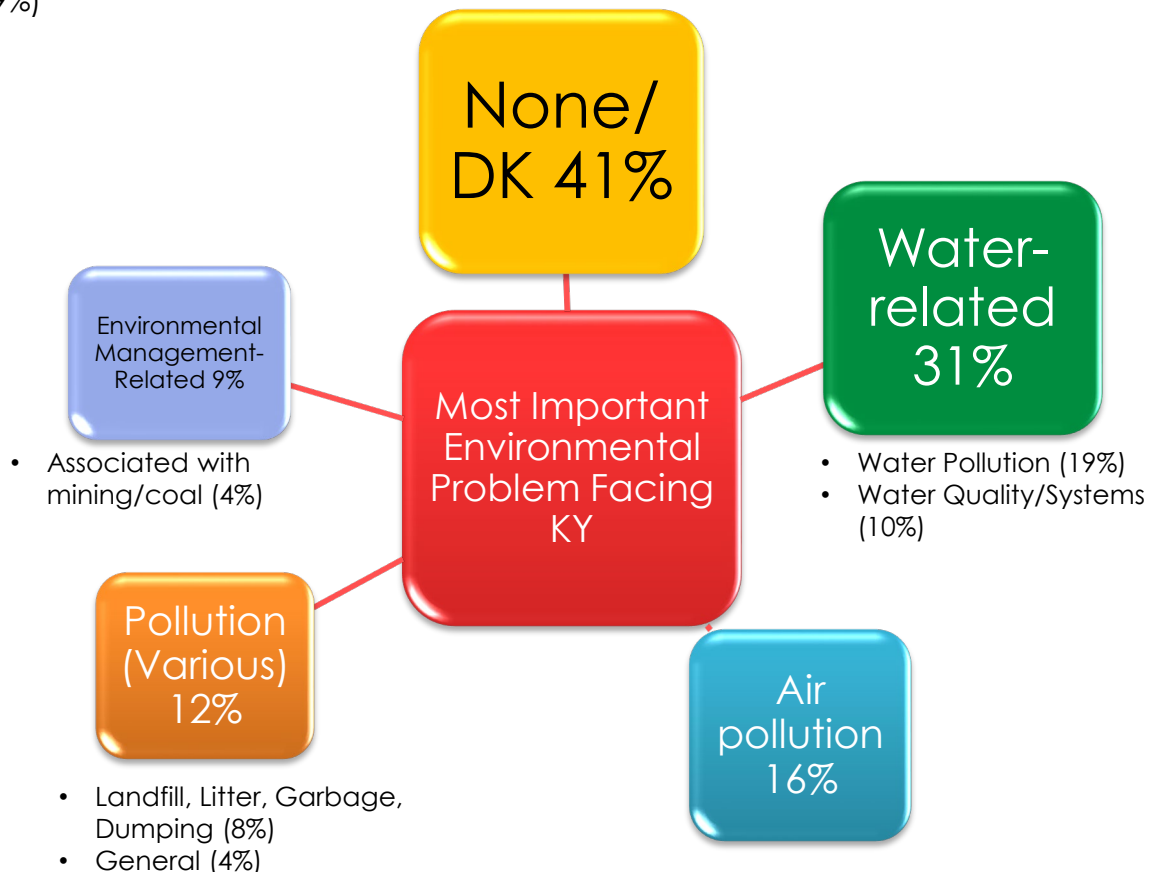 %)
None/
DK 41%
Water-
related
31%
• Water Pollution (19%)
• Water Quality/Systems
(10%)
Environmental
Management-
Related 9%
• Associated with
mining/coal (4%)
Most Important
Environmental
Problem Facing
KY
Pollution
(Various)
12%
• Landfill, Litter, Garbage,
Dumping (8%)
• General (4%)
Air
pollution
16%